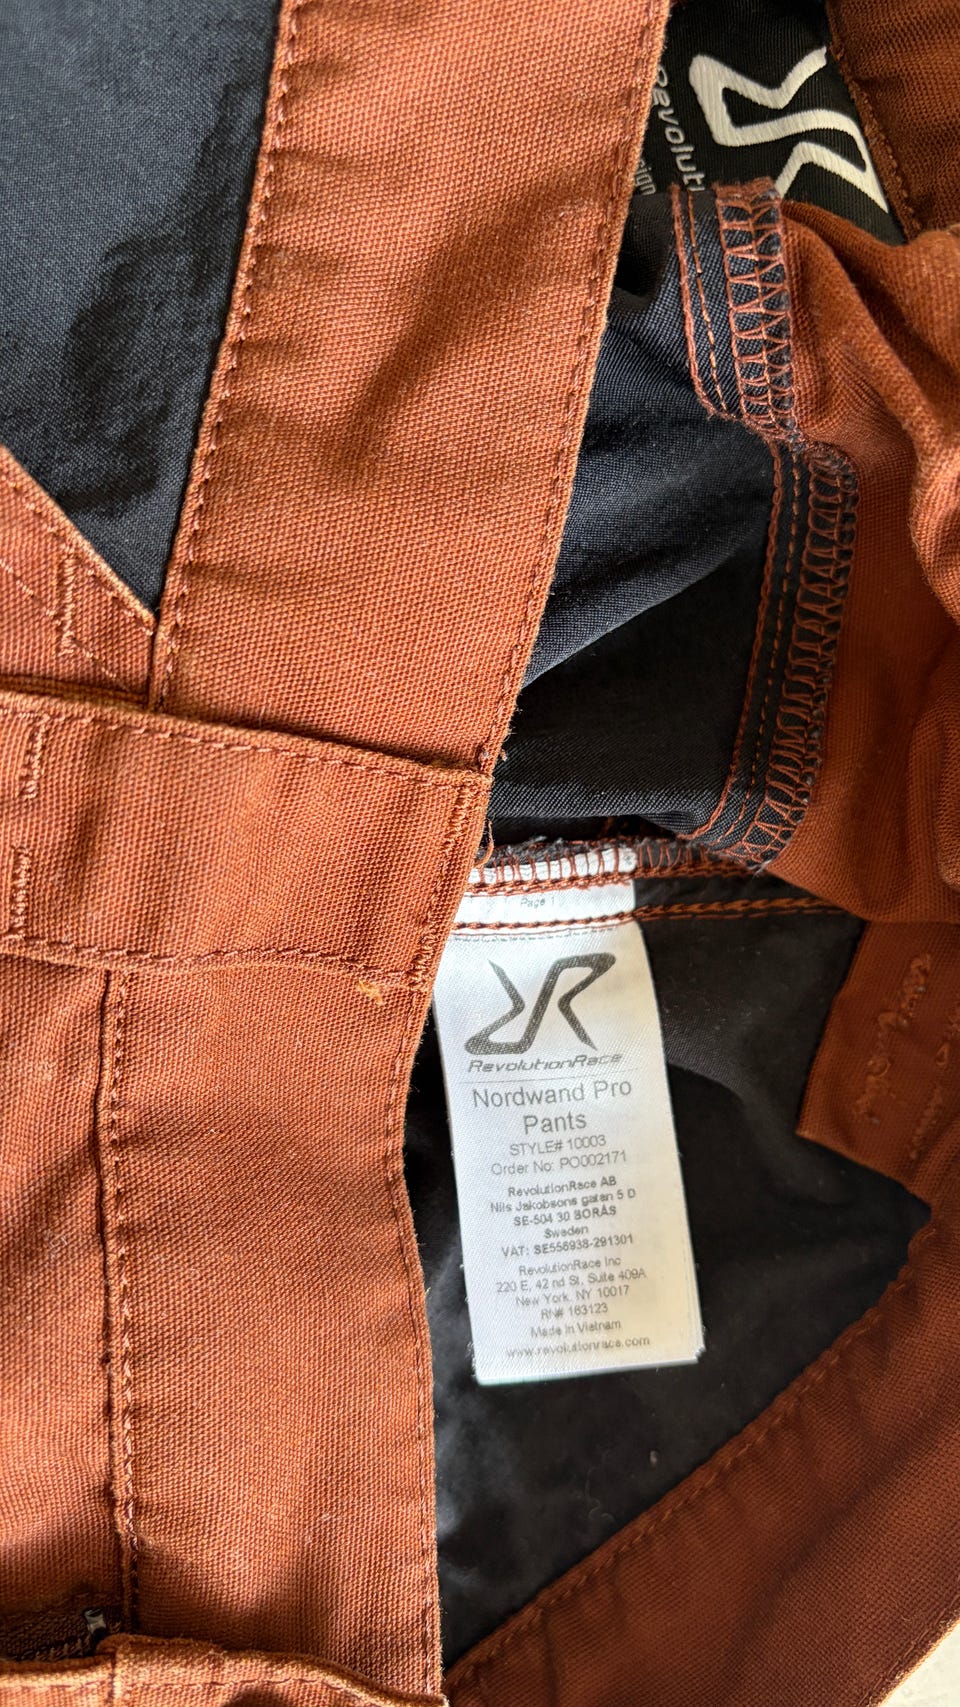 Revoluti
sign
Page 1
RevolutionRace
Nordwand Pro
Pants
STYLE# 10003
Order No: PO002171
RevolutionRace AB
Nils Jakobsons gatan 5 D
SE-504 30 BORÅS
Sweden
VAT: SE556938-291301
RevolutionRace Inc
220 E, 42 nd St, Suite 409A
New York, NY 10017
RN# 163123
Made in Vietnam
www.revolutionrace.com